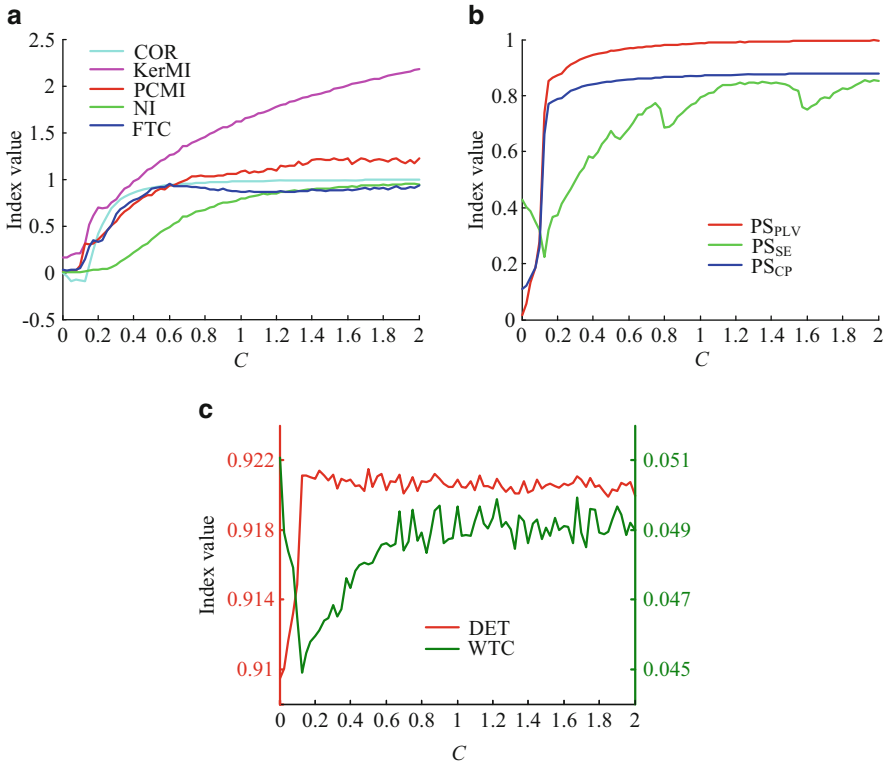 a
2.5
2
1.5
1
0.5
0
-0.5
Index value
COR
KerMI
PCMI
NI
FTC
0 0.2 0.4 0.6 0.8 1 1.2 1.4 1.6 1.8 2
C
b
1
0.8
0.6
0.4
0.2
0
Index value
PS_PLV
PS_SE
PS_CP
0 0.2 0.4 0.6 0.8 1 1.2 1.4 1.6 1.8 2
C
c
0.922
0.918
0.914
0.91
Index value
0.051
0.049
0.047
0.045
DET
WTC
0 0.2 0.4 0.6 0.8 1 1.2 1.4 1.6 1.8 2
C